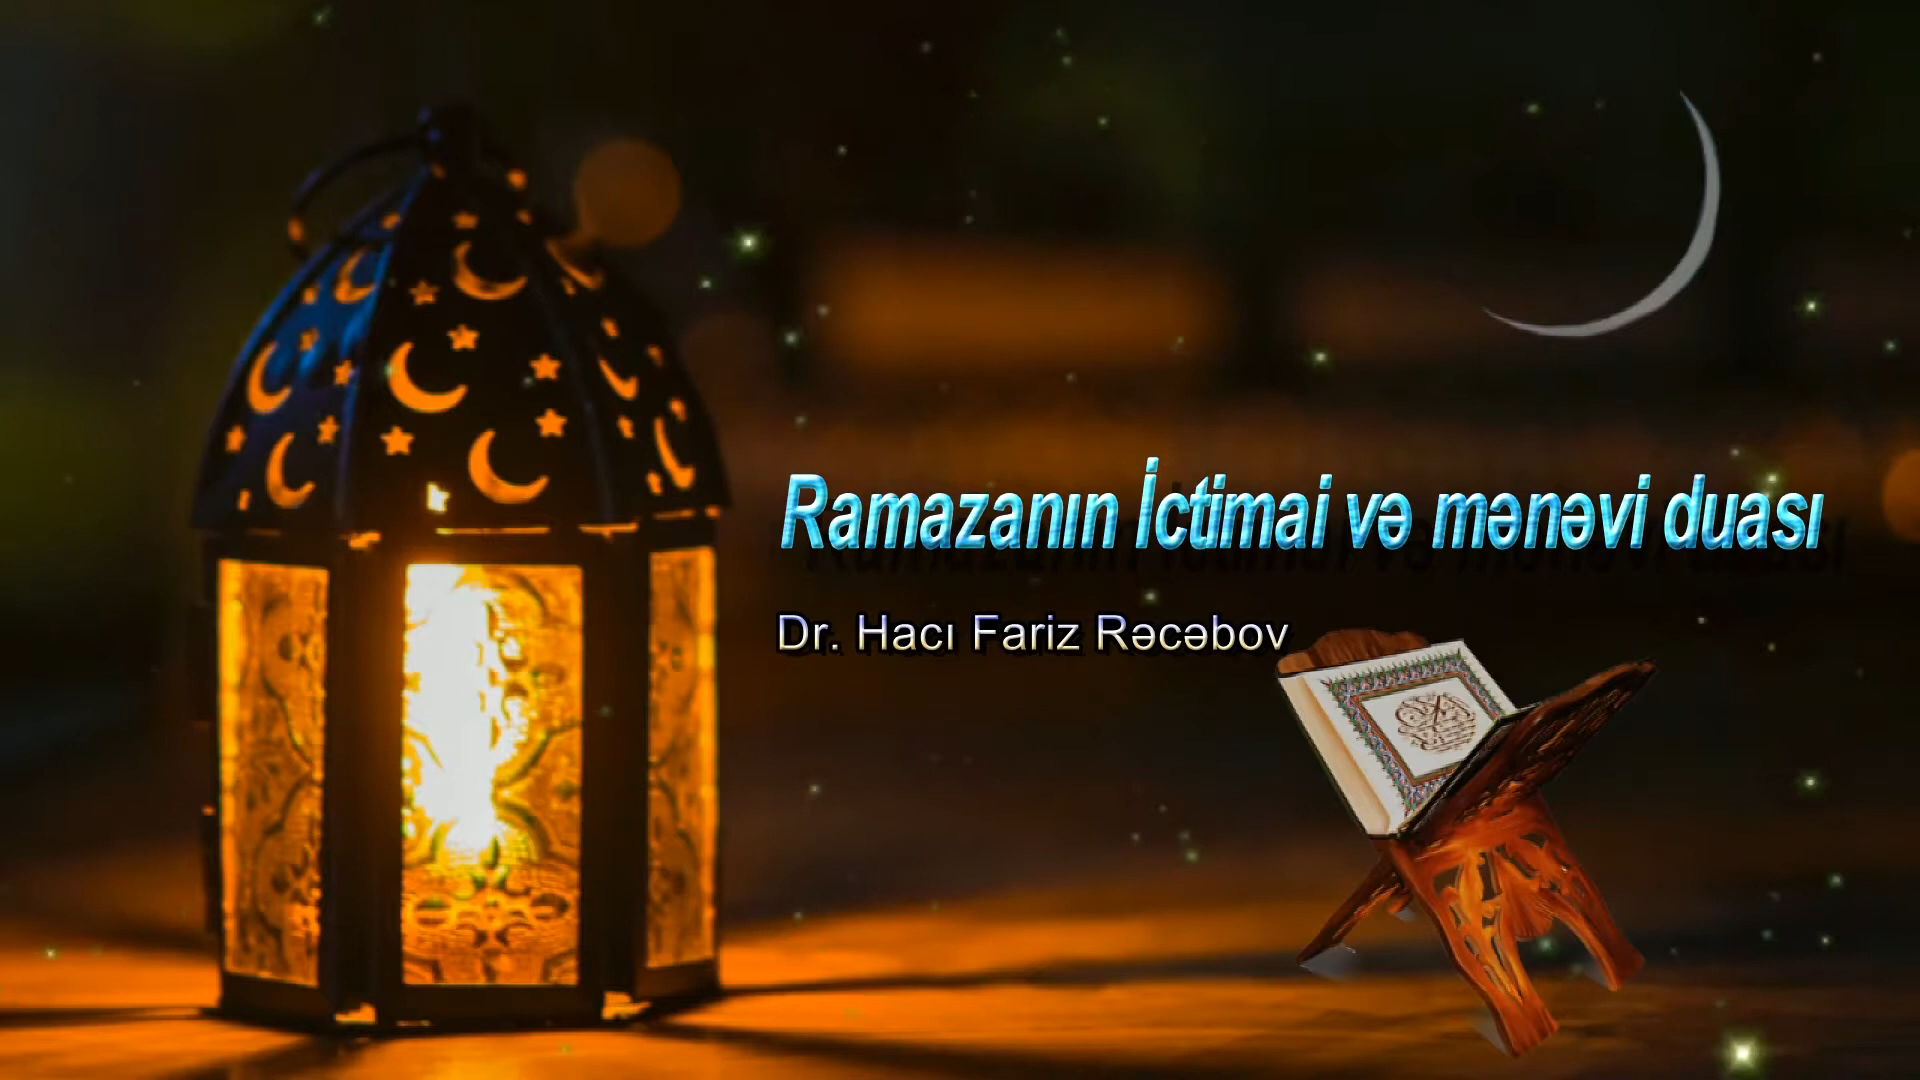 Ramazanın İctimai və mənəvi duası
Dr. Hacı Fariz Rəcəbov